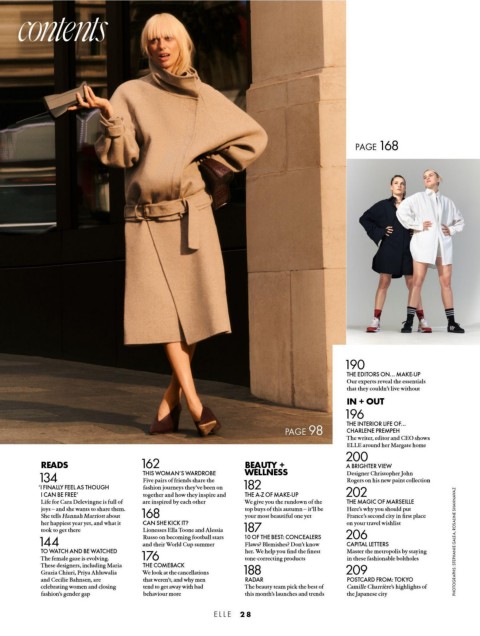 contents
PAGE 168
PAGE 98
READS
134
'I FINALLY FEEL AS THOUGH
I CAN BE FREE'
Life for Cara Delevingne is full of
joys – and she wants to share them.
She tells Hannah Marriott about
her happiest year yet, and what it
took to get there
144
TO WATCH AND BE WATCHED
The female gaze is evolving.
These designers, including Maria
Grazia Chiuri, Priya Ahluwalia
and Cecilie Bahnsen, are
celebrating women and closing
fashion's gender gap
162
THIS WOMAN'S WARDROBE
Five pairs of friends share the
fashion journeys they've been on
together and how they inspire and
are inspired by each other
168
CAN SHE KICK IT?
Lionesses Ella Toone and Alessia
Russo on becoming football stars
and their World Cup summer
176
THE COMEBACK
We look at the cancellations
that weren't, and why men
tend to get away with bad
behaviour more
BEAUTY +
WELLNESS
182
THE A-Z OF MAKE-UP
We give you the rundown of the
top buys of this autumn – it'll be
your most beautiful one yet
187
10 OF THE BEST: CONCEALERS
Flaws? Blemishes? Don't know
her. We help you find the finest
tone-correcting products
188
RADAR
The beauty team pick the best of
this month's launches and trends
190
THE EDITORS ON... MAKE-UP
Our experts reveal the essentials
that they couldn't live without
IN + OUT
196
THE INTERIOR LIFE OF...
CHARLENE PREMPEH
The writer, editor and CEO shows
ELLE around her Margate home
200
A BRIGHTER VIEW
Designer Christopher John
Rogers on his new paint collection
202
THE MAGIC OF MARSEILLE
Here's why you should put
France's second city in first place
on your travel wishlist
206
CAPITAL LETTERS
Master the metropolis by staying
in these fashionable boltholes
209
POSTCARD FROM: TOKYO
Camille Charrière's highlights of
the Japanese city
ELLE 28